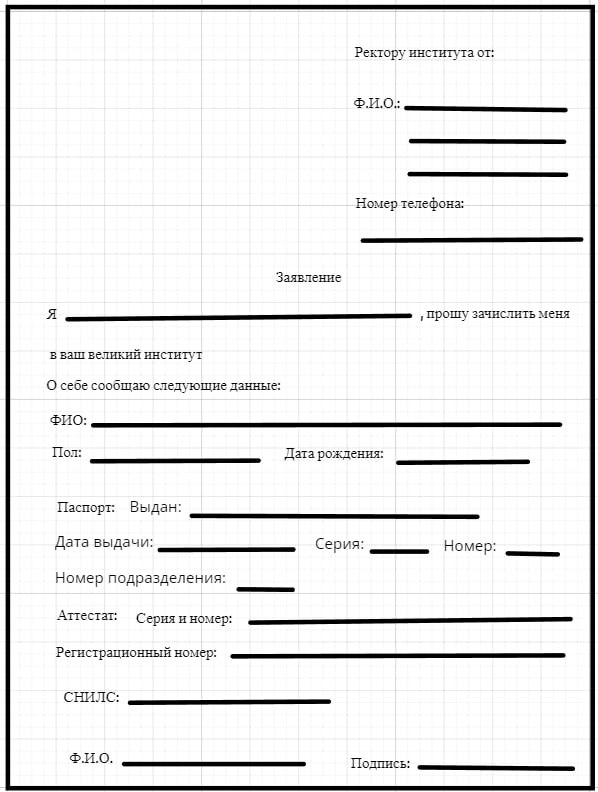 Ректору института от:
Ф.И.О.:
Номер телефона:
Заявление
Я , прошу зачислить меня
в ваш великий институт
О себе сообщаю следующие данные:
ФИО:
Пол: Дата рождения:
Паспорт: Выдан:
Дата выдачи: Серия: Номер:
Номер подразделения:
Аттестат: Серия и номер:
Регистрационный номер:
СНИЛС:
Ф.И.О. Подпись: